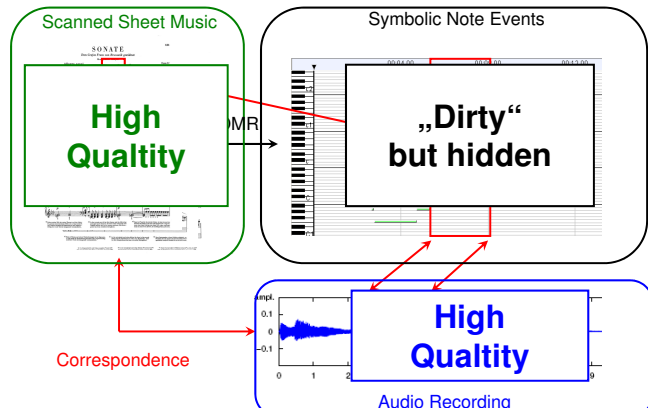 Scanned Sheet Music
Symbolic Note Events
SONATE
High
Qualtity
OMR
„Dirty“
but hidden
00:04.00
00:12.00
Correspondence
mpl.
0.1
0
−0.1
0
1
2
9
High
Qualtity
Audio Recording